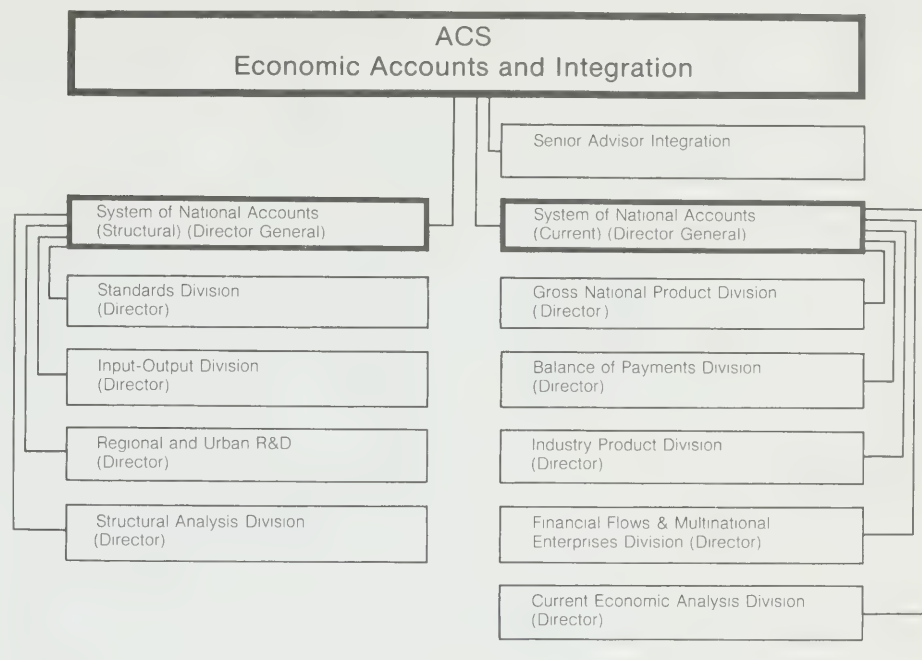 ACS
Economic Accounts and Integration
Senior Advisor Integration
System of National Accounts
(Structural) (Director General)
System of National Accounts
(Current) (Director General)
Standards Division
(Director)
Gross National Product Division
(Director)
Input-Output Division
(Director)
Balance of Payments Division
(Director)
Regional and Urban R&D
(Director)
Industry Product Division
(Director)
Structural Analysis Division
(Director)
Financial Flows & Multinational
Enterprises Division (Director)
Current Economic Analysis Division
(Director)